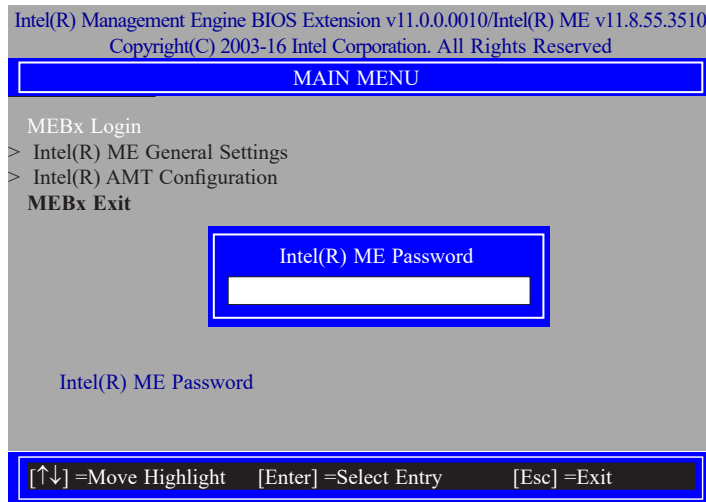 Intel(R) Management Engine BIOS Extension v11.0.0.0010/Intel(R) ME v11.8.55.3510
Copyright(C) 2003-16 Intel Corporation. All Rights Reserved
MAIN MENU
MEBx Login
> Intel(R) ME General Settings
> Intel(R) AMT Configuration
MEBx Exit
Intel(R) ME Password
Intel(R) ME Password
[↑↓] =Move Highlight [Enter] =Select Entry [Esc] =Exit